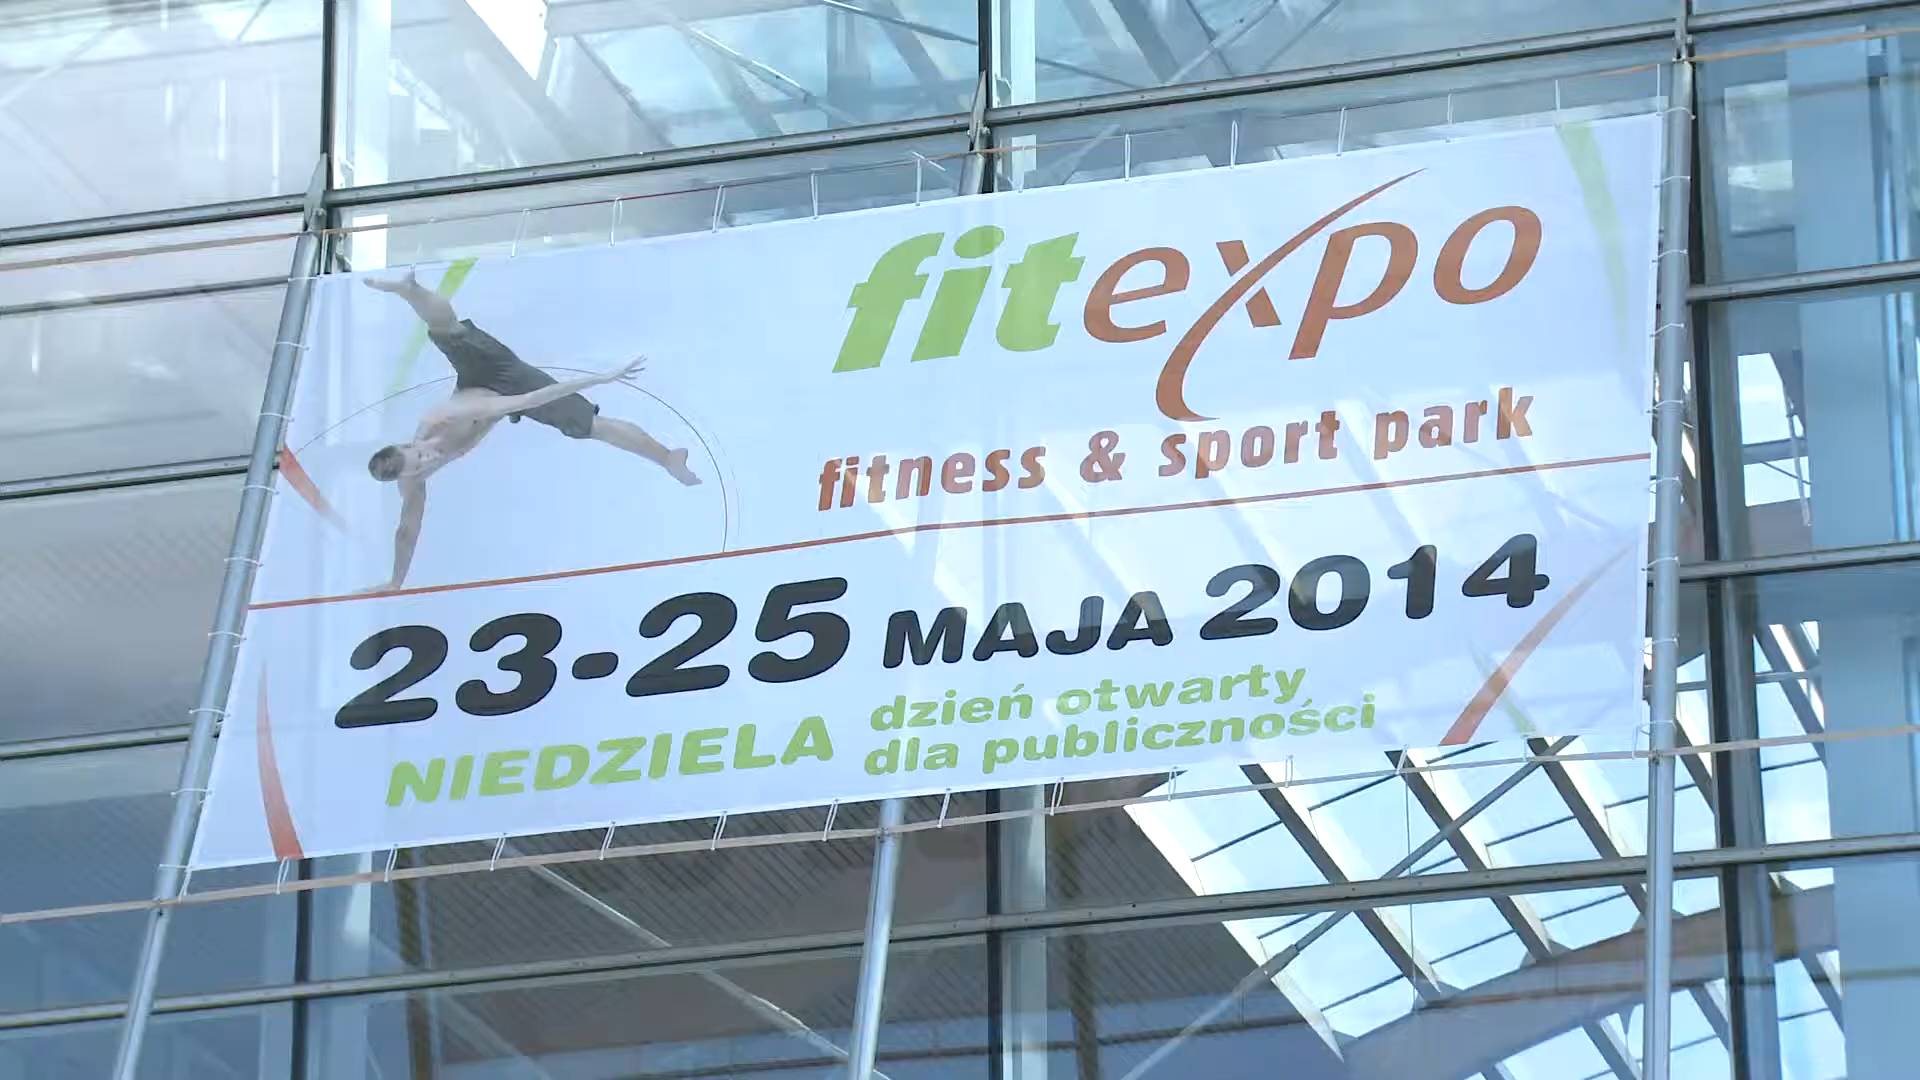 fitexpo
fitness & sport park
23-25 MAJA 2014
NIEDZIELA dzień otwarty
dla publiczności